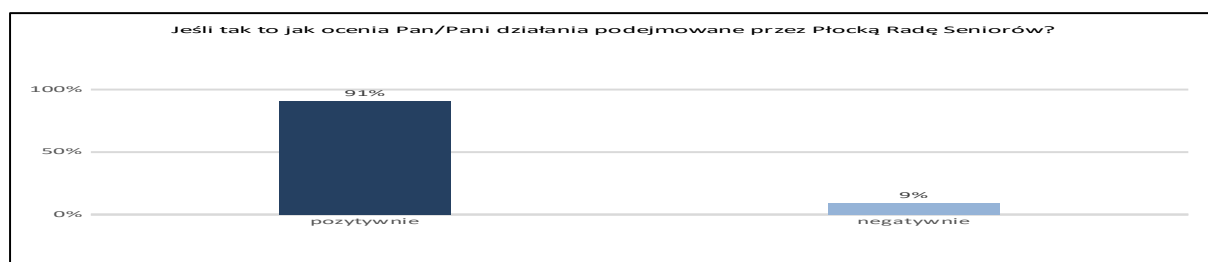 Jeśli tak to jak ocenia Pan/Pani działania podejmowane przez Płocką Radę Seniorów?
100%
91%
50%
9%
0%
pozytywnie
negatywnie